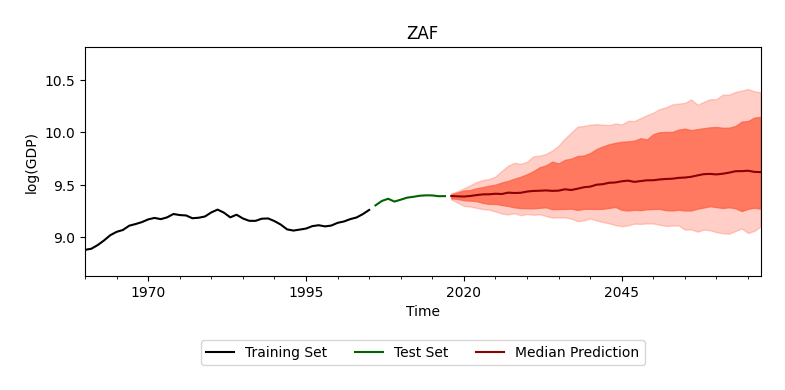 ZAF
10.5
10.0
9.5
9.0
log(GDP)
1970 1995 2020 2045
Time
Training Set Test Set Median Prediction